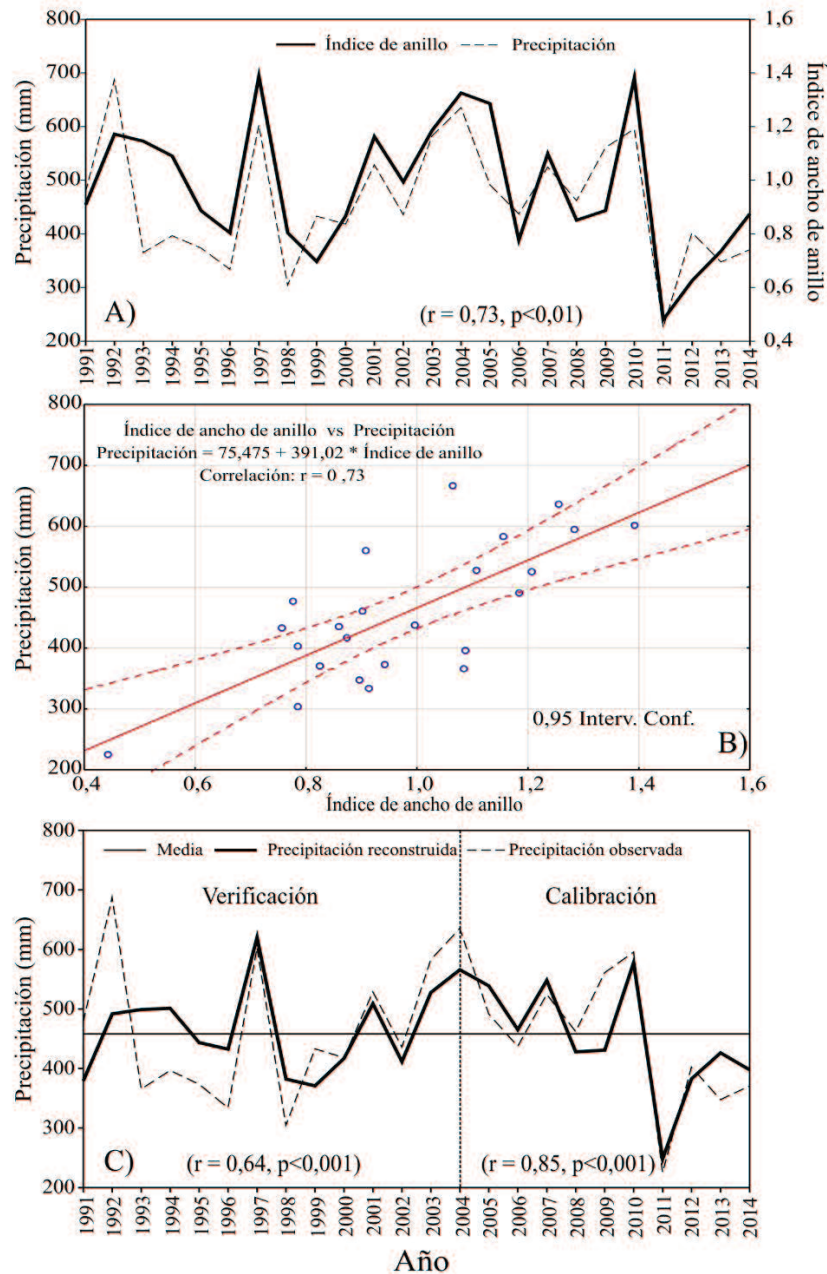 Índice de anillo Precipitación
Precipitación (mm)
800
700
600
500
400
300
200
1,6
1,4
1,2
1,0
0,8
0,6
0,4
Índice de ancho de anillo
A)
(r = 0,73, p<0,01)
1991 1992 1993 1994 1995 1996 1997 1998 1999 2000 2001 2002 2003 2004 2005 2006 2007 2008 2009 2010 2011 2012 2013 2014
Índice de ancho de anillo vs Precipitación
Precipitación = 75,475 + 391,02 * Índice de anillo
Correlación: r = 0 ,73
Precipitación (mm)
800
700
600
500
400
300
200
0,95 Interv. Conf.
B)
0,4 0,6 0,8 1,0 1,2 1,4 1,6
Índice de ancho de anillo
Media Precipitación reconstruida Precipitación observada
Verificación Calibración
Precipitación (mm)
800
700
600
500
400
300
200
C)
(r = 0,64, p<0,001) (r = 0,85, p<0,001)
1991 1992 1993 1994 1995 1996 1997 1998 1999 2000 2001 2002 2003 2004 2005 2006 2007 2008 2009 2010 2011 2012 2013 2014
Año